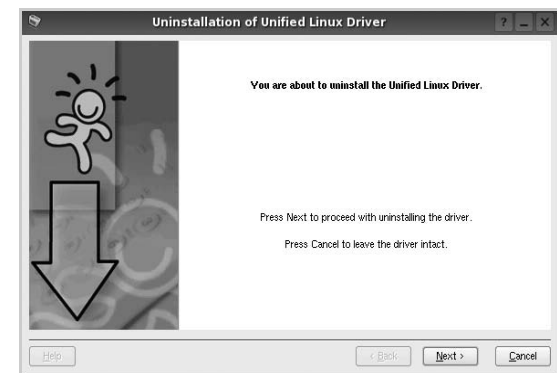 Uninstallation of Unified Linux Driver
You are about to uninstall the Unified Linux Driver.
Press Next to proceed with uninstalling the driver.
Press Cancel to leave the driver intact.
Help
< Back
Next >
Cancel